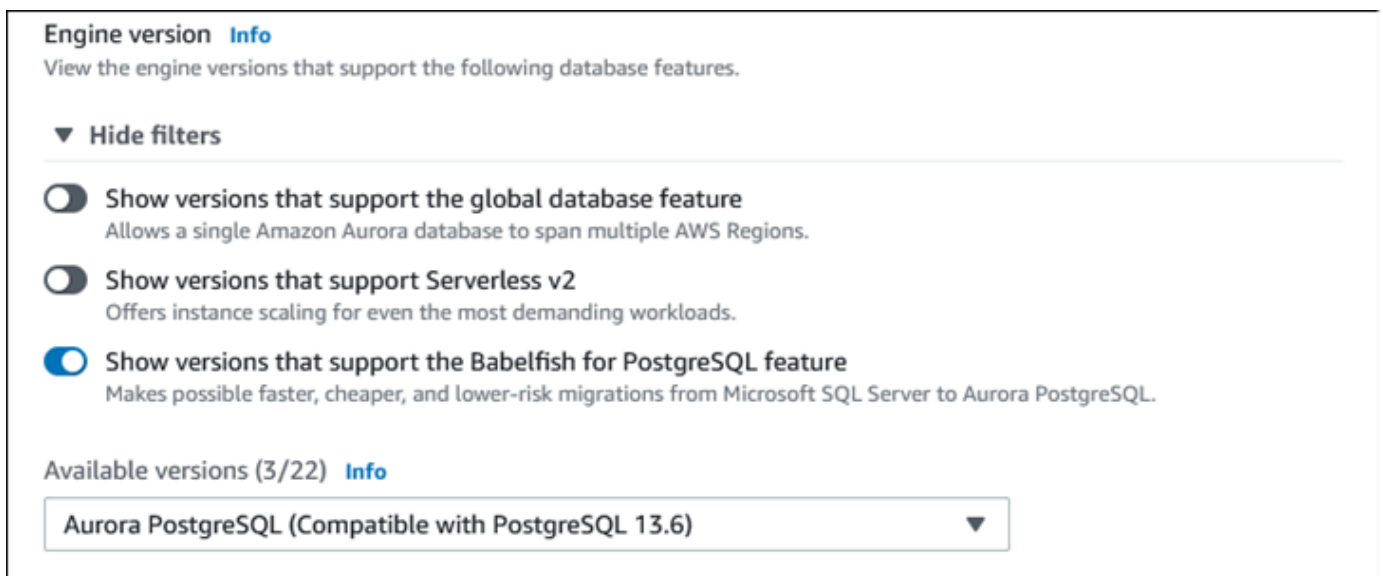 Engine version Info
View the engine versions that support the following database features.
Hide filters
Show versions that support the global database feature
Allows a single Amazon Aurora database to span multiple AWS Regions.
Show versions that support Serverless v2
Offers instance scaling for even the most demanding workloads.
Show versions that support the Babelfish for PostgreSQL feature
Makes possible faster, cheaper, and lower-risk migrations from Microsoft SQL Server to Aurora PostgreSQL.
Available versions (3/22) Info
Aurora PostgreSQL (Compatible with PostgreSQL 13.6)